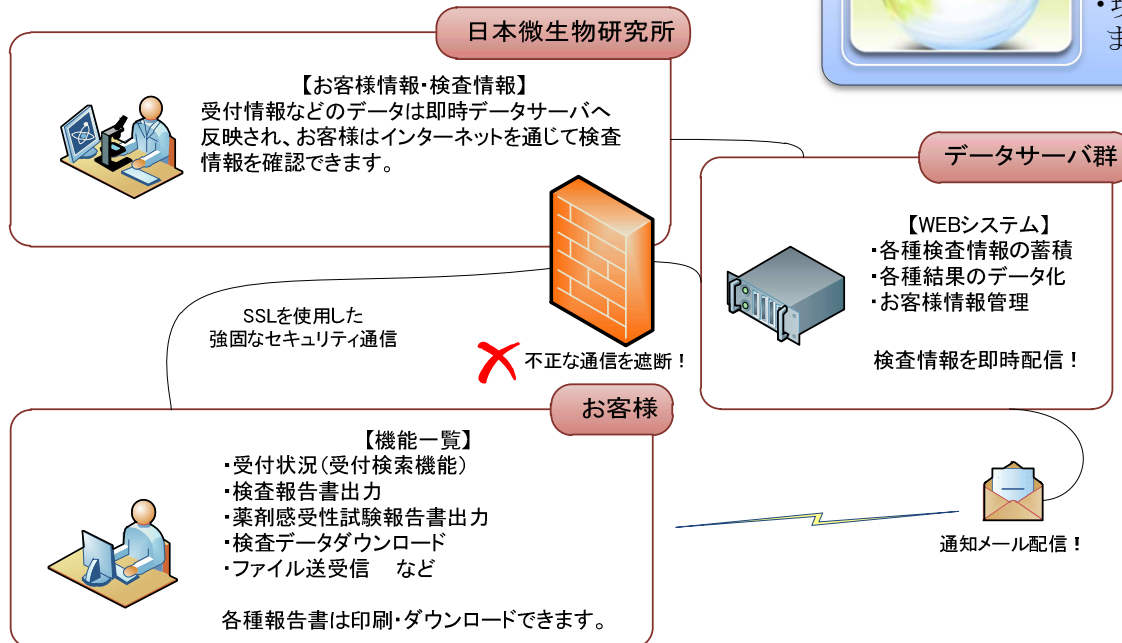 日本微生物研究所
【お客様情報・検査情報】
受付情報などのデータは即時データサーバへ
反映され、お客様はインターネットを通じて検査
情報を確認できます。
データサーバ群
【WEBシステム】
・各種検査情報の蓄積
・各種結果のデータ化
・お客様情報管理
検査情報を即時配信！
SSLを使用した
強固なセキュリティ通信
不正な通信を遮断！
お客様
【機能一覧】
・受付状況（受付検索機能）
・検査報告書出力
・薬剤感受性試験報告書出力
・検査データダウンロード
・ファイル送受信　など
各種報告書は印刷・ダウンロードできます。
通知メール配信！